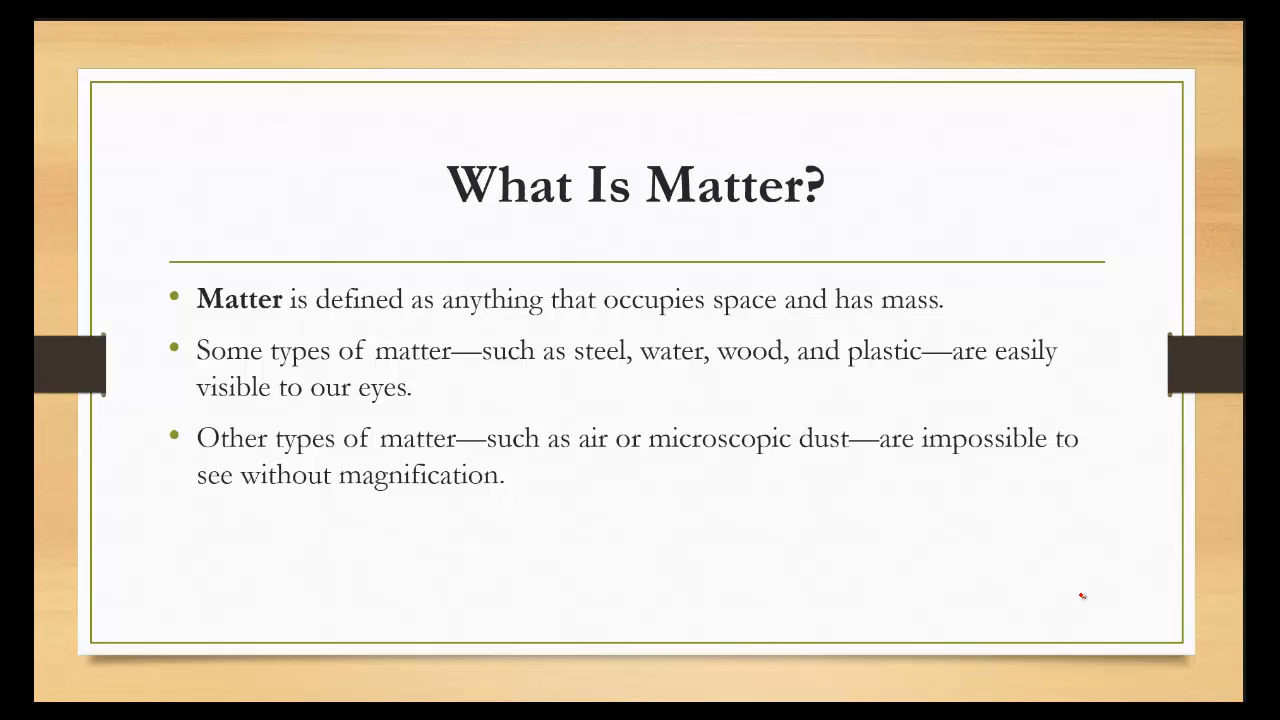 What Is Matter?
• Matter is defined as anything that occupies space and has mass.
• Some types of matter—such as steel, water, wood, and plastic—are easily
visible to our eyes.
• Other types of matter—such as air or microscopic dust—are impossible to
see without magnification.